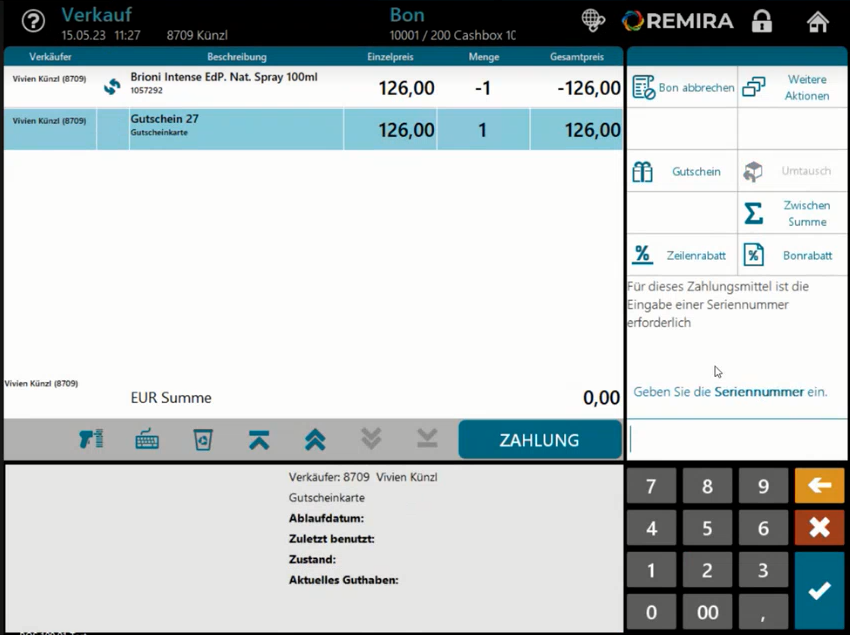 Verkauf
Bon
15.05.23 11:27 8709 Künzl
10001 / 200 Cashbox 10
REMIRA
Verkäufer Beschreibung Einzelpreis Menge Gesamtpreis
Vivien Künzl (8709) Brioni Intense EdP. Nat. Spray 100ml 126,00 -1 -126,00
1057292
Vivien Künzl (8709) Gutschein 27 126,00 1 126,00
Gutscheinkarte
Vivien Künzl (8709)
EUR Summe 0,00
ZAHLUNG
Bon abbrechen
Weitere
Aktionen
Gutschein
Umtausch
Zwischen
Summe
Zeilenrabatt
Bonrabatt
Für dieses Zahlungsmittel ist die
Eingabe einer Seriennummer
erforderlich
Geben Sie die Seriennummer ein.
Verkäufer: 8709 Vivien Künzl
Gutscheinkarte
Ablaufdatum:
Zuletzt benutzt:
Zustand:
Aktuelles Guthaben:
7 8 9
4 5 6
1 2 3
0 00 ,